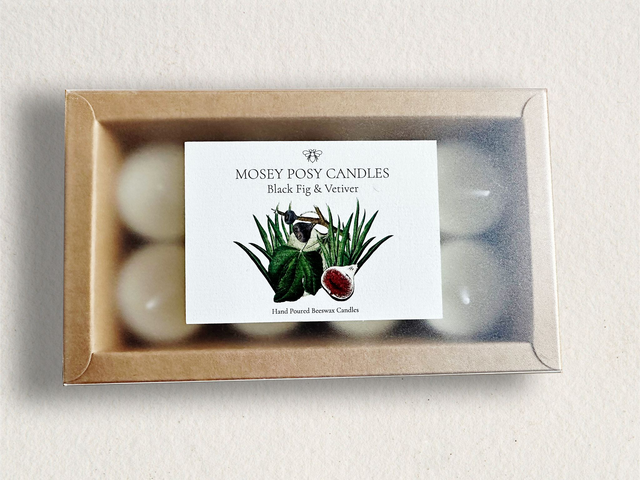 MOSEY POSY CANDLES
Black Fig & Vetiver
Hand Poured Beeswax Candles